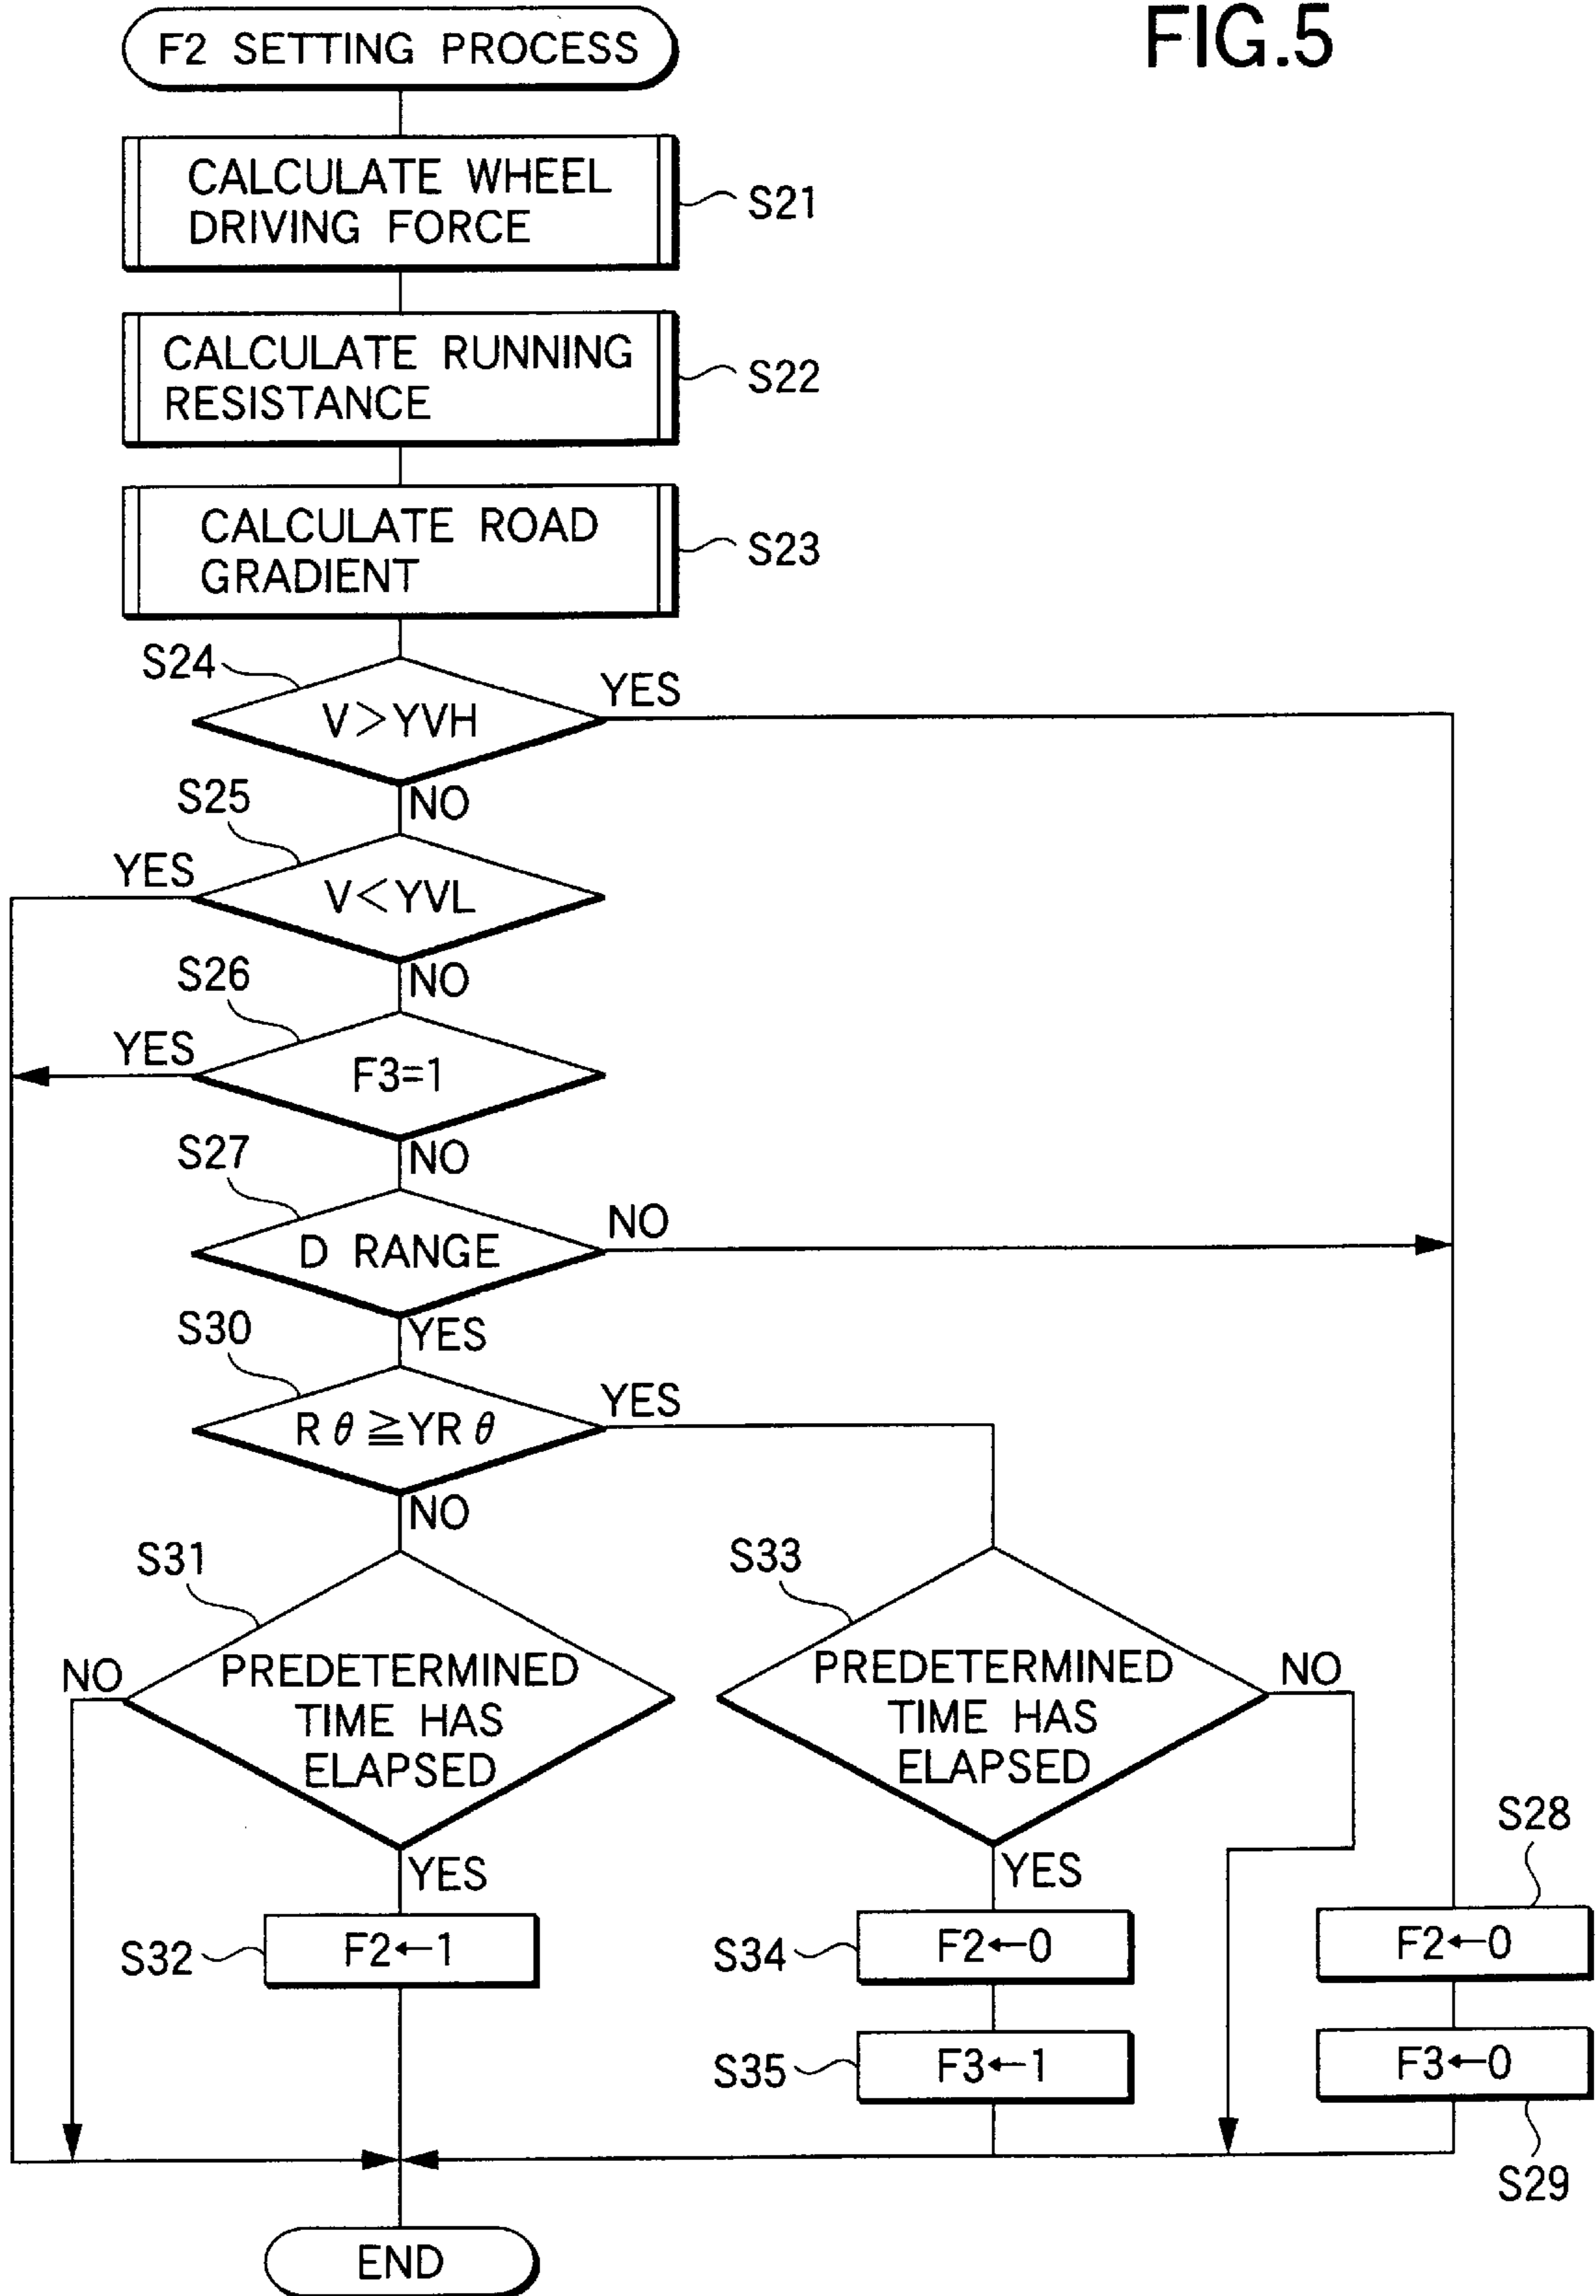 FIG.5
F2 SETTING PROCESS
CALCULATE WHEEL
DRIVING FORCE
S21
CALCULATE RUNNING
RESISTANCE
S22
CALCULATE ROAD
GRADIENT
S23
S24
V>YVH
YES
NO
S25
V<YVL
YES
NO
S26
F3=1
YES
NO
S27
D RANGE
NO
YES
S30
Rθ≧YRθ
YES
NO
S31
PREDETERMINED
TIME HAS
ELAPSED
NO
YES
S33
PREDETERMINED
TIME HAS
ELAPSED
NO
YES
S32
F2←1
S34
F2←0
S28
F2←0
S35
F3←1
F3←0
S29
END